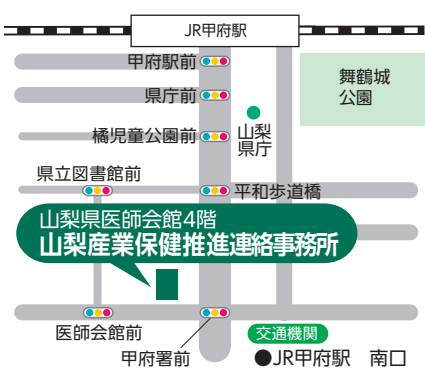 JR甲府駅
甲府駅前
舞鶴城
公園
県庁前
橘児童公園前
山梨
県庁
県立図書館前
平和歩道橋
山梨県医師会館4階
山梨産業保健推進連絡事務所
医師会館前
甲府署前
交通機関
●JR甲府駅　南口